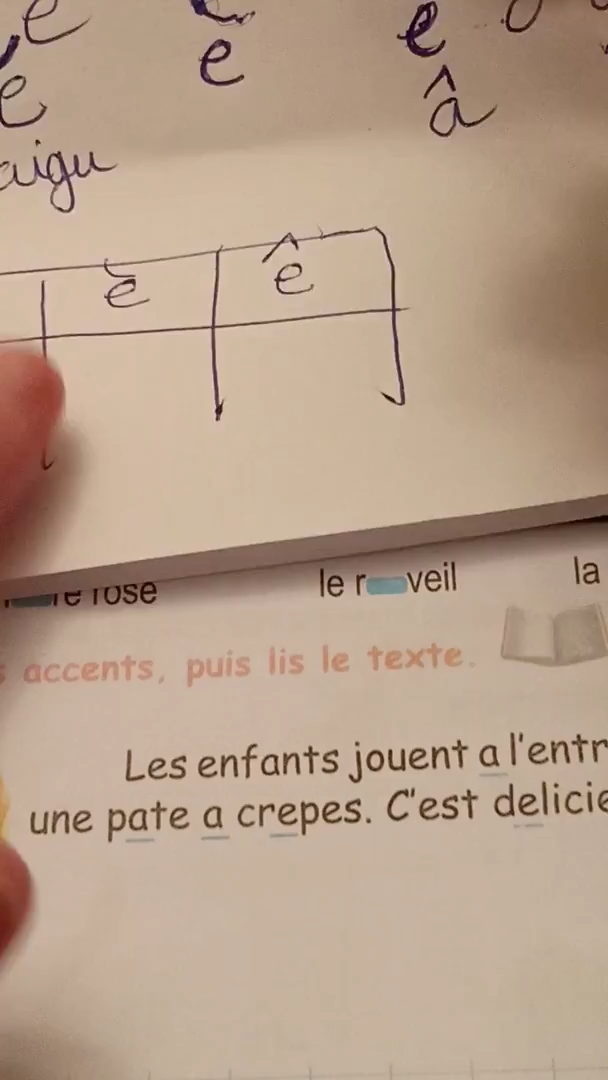 è
â
aigu
è ê
re rose le r veil la
accents, puis lis le texte.
Les enfants jouent a l'entr
une pate a crepes. C'est delicie